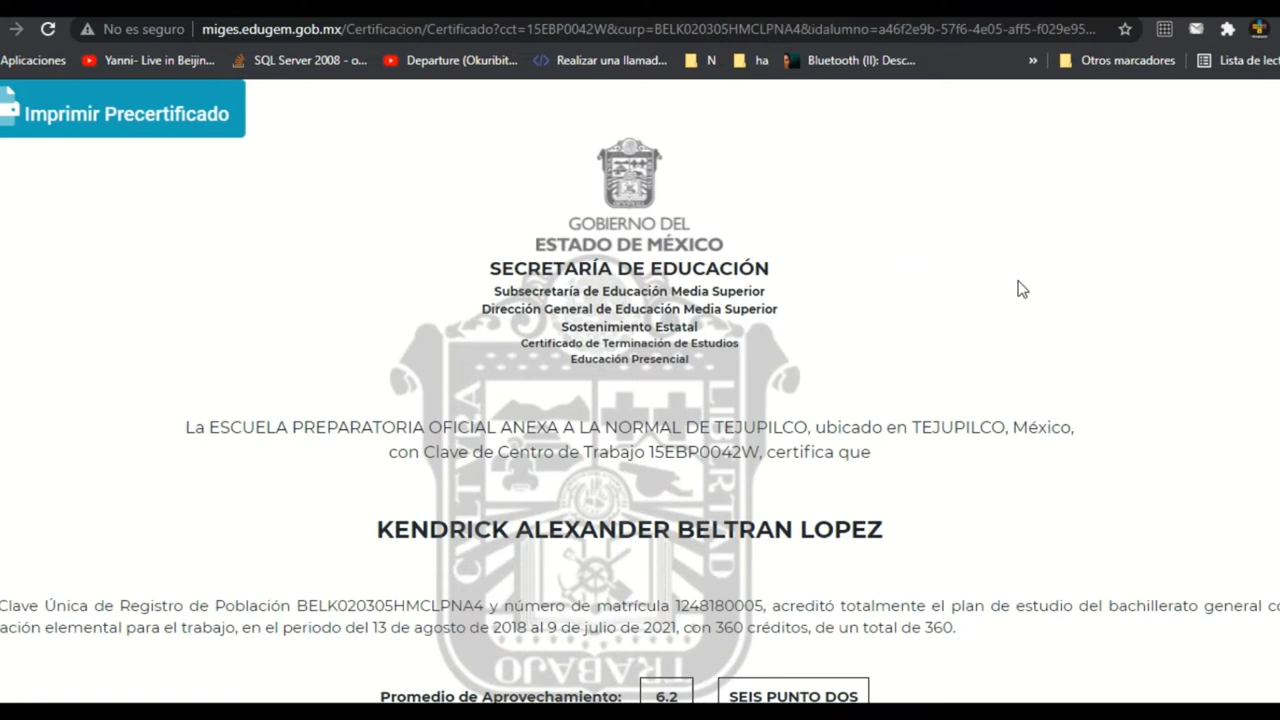 No es seguro
miges.edugem.gob.mx/Certificacion/Certificado?cct=15EBP0042W&curp=BELK020305HMCLPNA4&idalumno=a46f2e9b-57f6-4e05-aff5-f029e95...
Aplicaciones Yanni- Live in Beijin... SQL Server 2008 - o... Departure (Okuribit... Realizar una llamad... N ha Bluetooth (II): Desc... » Otros marcadores Lista de lect
Imprimir Precertificado
GOBIERNO DEL
ESTADO DE MÉXICO
SECRETARÍA DE EDUCACIÓN
Subsecretaría de Educación Media Superior
Dirección General de Educación Media Superior
Sostenimiento Estatal
Certificado de Terminación de Estudios
Educación Presencial
La ESCUELA PREPARATORIA OFICIAL ANEXA A LA NORMAL DE TEJUPILCO, ubicado en TEJUPILCO, México,
con Clave de Centro de Trabajo 15EBP0042W, certifica que
KENDRICK ALEXANDER BELTRAN LOPEZ
Clave Única de Registro de Población BELK020305HMCLPNA4 y número de matrícula 1248180005, acreditó totalmente el plan de estudio del bachillerato general co
ación elemental para el trabajo, en el periodo del 13 de agosto de 2018 al 9 de julio de 2021, con 360 créditos, de un total de 360.
Promedio de Aprovechamiento: 6.2 SEIS PUNTO DOS
CULTURA
LIBERTAD
TRABAJO